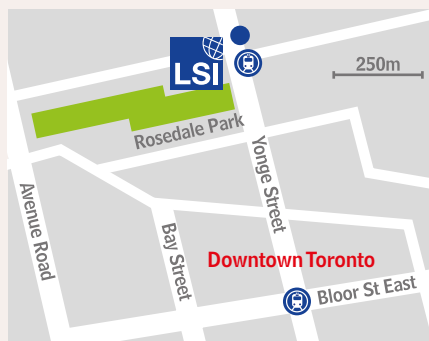 LSI
250m
Rosedale Park
Yonge Street
Avenue Road
Bay Street
Downtown Toronto
Bloor St East